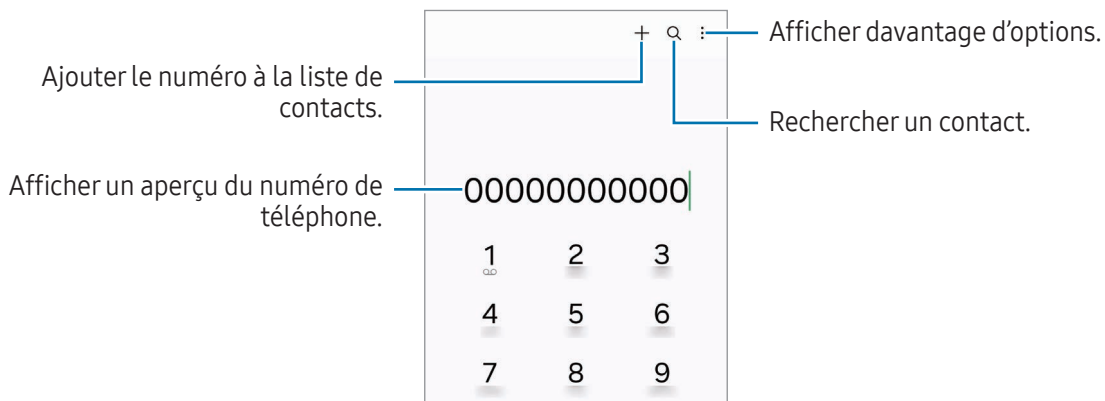 Afficher davantage d'options.
Ajouter le numéro à la liste de
contacts.
Rechercher un contact.
Afficher un aperçu du numéro de
téléphone.
00000000000
1 2 3
4 5 6
7 8 9